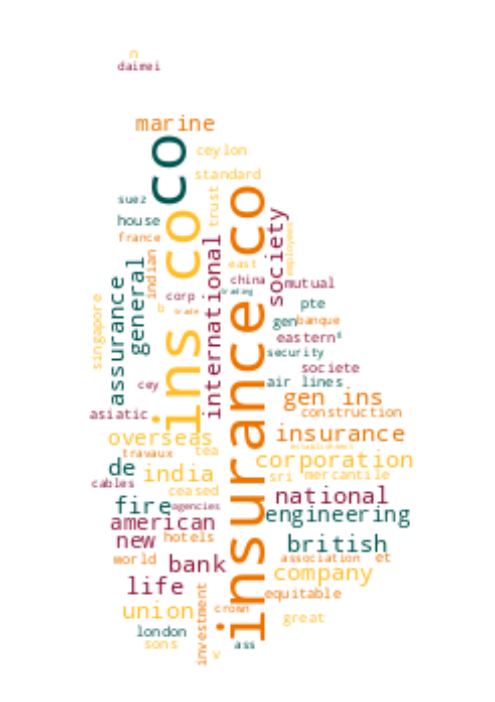 n
daimei
marine
co
ceylon
standard
suez
trust
insurance co
house
society
employees
france
ins co
international
indian
general
east
assurance
china
mutual
trading
corp
singapore
pte
b
trade
gen
banque
eastern
s
security
societe
air lines
cey
gen ins
asiatic
construction
insurance
overseas
establishment
travaux
tea
corporation
de
india
sri
mercantile
cables
ceased
national
fire
agencies
engineering
american
new
hotels
british
world
association
et
bank
company
life
investment
equitable
union
crown
great
london
sons
ass
v